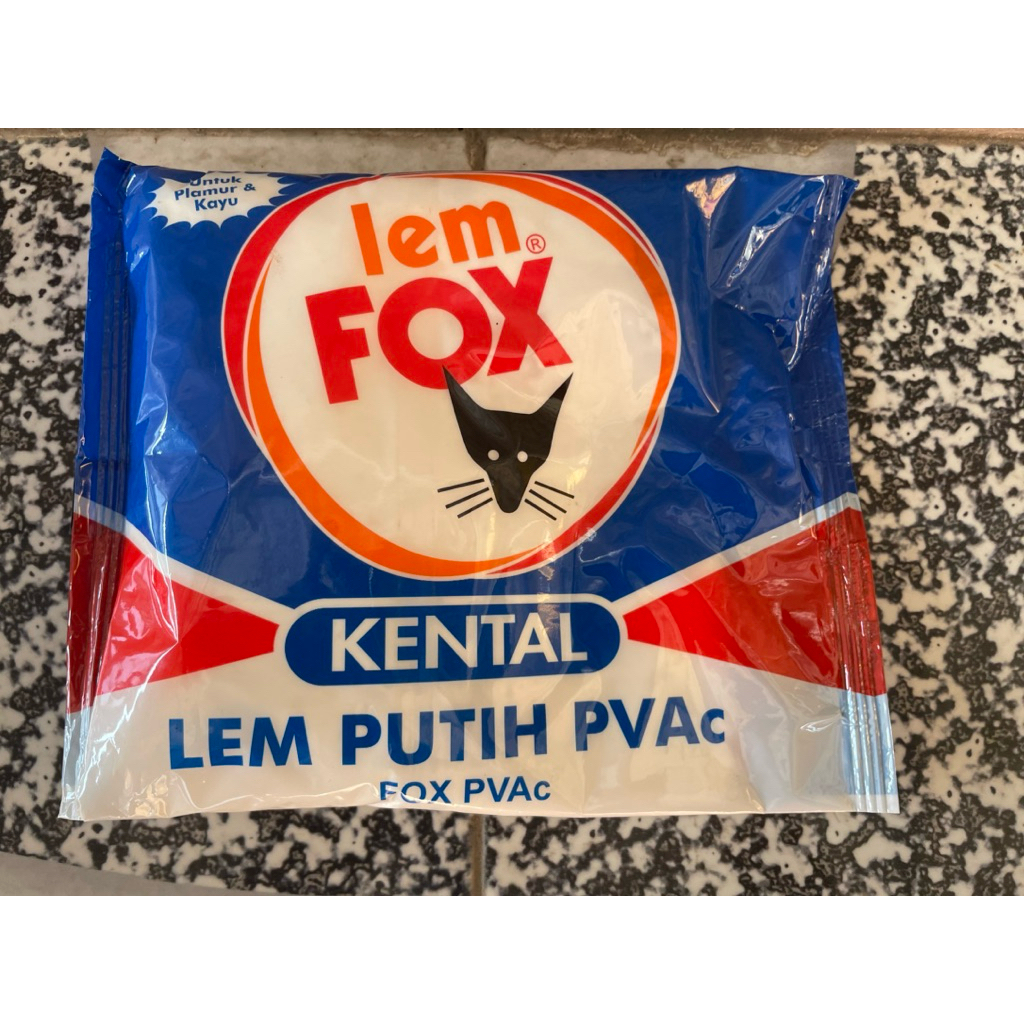 Untuk
Plamur &
Kayu
lem®
FOX
KENTAL
LEM PUTIH PVAc
FOX PVAc